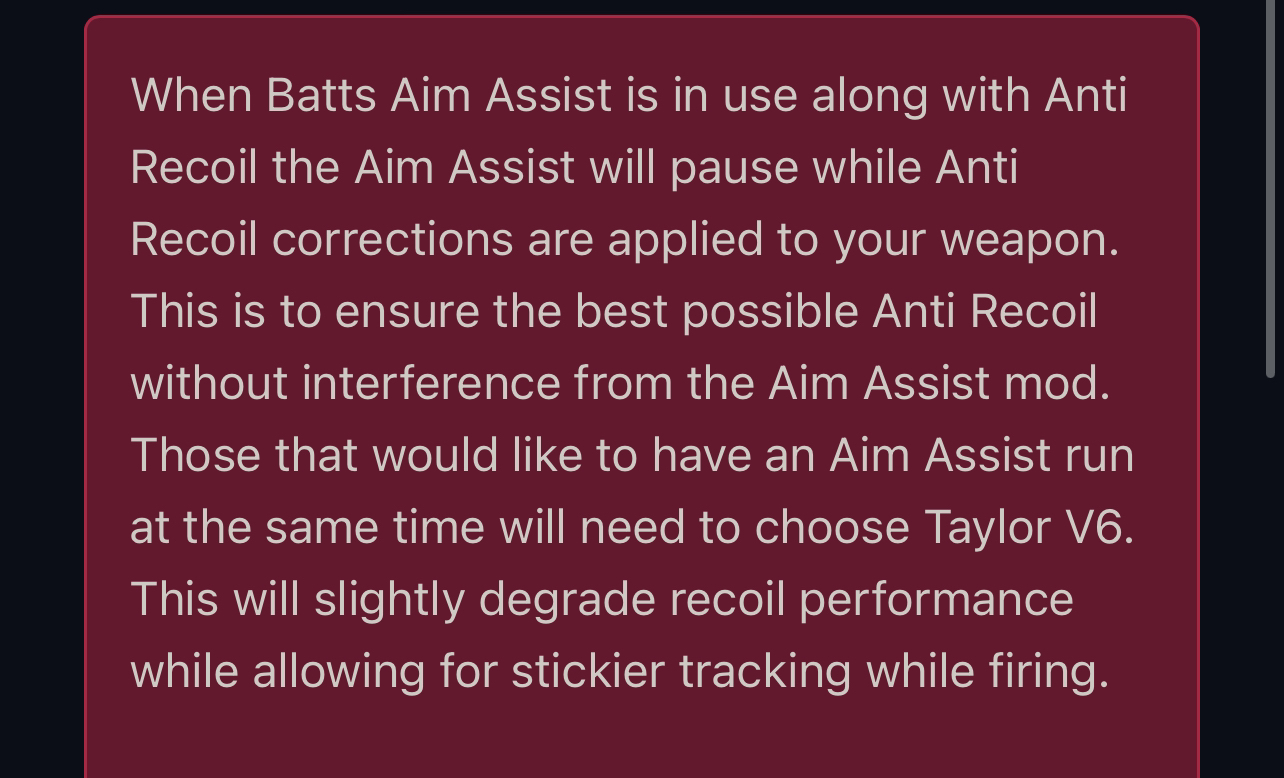 When Batts Aim Assist is in use along with Anti
Recoil the Aim Assist will pause while Anti
Recoil corrections are applied to your weapon.
This is to ensure the best possible Anti Recoil
without interference from the Aim Assist mod.
Those that would like to have an Aim Assist run
at the same time will need to choose Taylor V6.
This will slightly degrade recoil performance
while allowing for stickier tracking while firing.